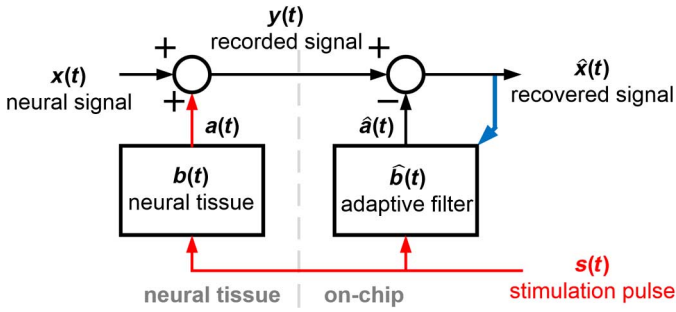 y(t)
recorded signal
x(t)
neural signal
+
+
+
−
x̂(t)
recovered signal
a(t)
â(t)
b(t)
neural tissue
b̂(t)
adaptive filter
s(t)
stimulation pulse
neural tissue
on-chip